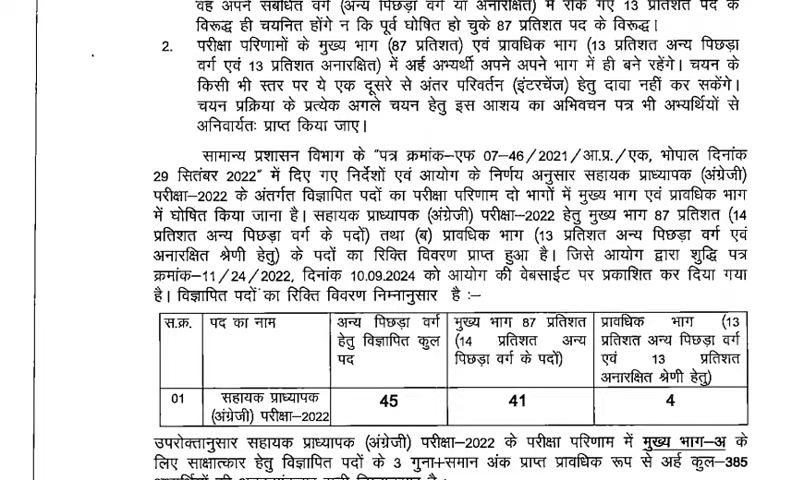 वह अपने संबंधित वर्ग (अन्य पिछड़ा वर्ग या अनारक्षित) में रोके गए 13 प्रतिशत पद के
विरूद्ध ही चयनित होंगे न कि पूर्व घोषित हो चुके 87 प्रतिशत पद के विरूद्ध।
2. परीक्षा परिणामों के मुख्य भाग (87 प्रतिशत) एवं प्रावधिक भाग (13 प्रतिशत अन्य पिछड़ा
वर्ग एवं 13 प्रतिशत अनारक्षित) में अर्ह अभ्यर्थी अपने अपने भाग में ही बने रहेंगे। चयन के
किसी भी स्तर पर ये एक दूसरे से अंतर परिवर्तन (इंटरचेंज) हेतु दावा नहीं कर सकेंगे।
चयन प्रक्रिया के प्रत्येक अगले चयन हेतु इस आशय का अभिवचन पत्र भी अभ्यर्थियों से
अनिवार्यतः प्राप्त किया जाए।
सामान्य प्रशासन विभाग के "पत्र क्रमांक-एफ 07-46/2021/आ.प्र./एक, भोपाल दिनांक
29 सितंबर 2022" में दिए गए निर्देशों एवं आयोग के निर्णय अनुसार सहायक प्राध्यापक (अंग्रेजी)
परीक्षा-2022 के अंतर्गत विज्ञापित पदों का परीक्षा परिणाम दो भागों में मुख्य भाग एवं प्रावधिक भाग
में घोषित किया जाना है। सहायक प्राध्यापक (अंग्रेजी) परीक्षा-2022 हेतु मुख्य भाग 87 प्रतिशत (14
प्रतिशत अन्य पिछड़ा वर्ग के पदों) तथा (ब) प्रावधिक भाग (13 प्रतिशत अन्य पिछड़ा वर्ग एवं
अनारक्षित श्रेणी हेतु) के पदों का रिक्ति विवरण प्राप्त हुआ है। जिसे आयोग द्वारा शुद्धि पत्र
क्रमांक-11/24/2022, दिनांक 10.09.2024 को आयोग की वेबसाईट पर प्रकाशित कर दिया गया
है। विज्ञापित पदों का रिक्ति विवरण निम्नानुसार है :-
स.क्र. पद का नाम अन्य पिछड़ा वर्ग मुख्य भाग 87 प्रतिशत प्रावधिक भाग (13
हेतु विज्ञापित कुल (14 प्रतिशत अन्य प्रतिशत अन्य पिछड़ा वर्ग
पद पिछड़ा वर्ग के पदों) एवं 13 प्रतिशत
अनारक्षित श्रेणी हेतु)
01 सहायक प्राध्यापक 45 41 4
(अंग्रेजी) परीक्षा-2022
उपरोक्तानुसार सहायक प्राध्यापक (अंग्रेजी) परीक्षा-2022 के परीक्षा परिणाम में मुख्य भाग-अ के
लिए साक्षात्कार हेतु विज्ञापित पदों के 3 गुना+समान अंक प्राप्त प्रावधिक रूप से अर्ह कुल-385